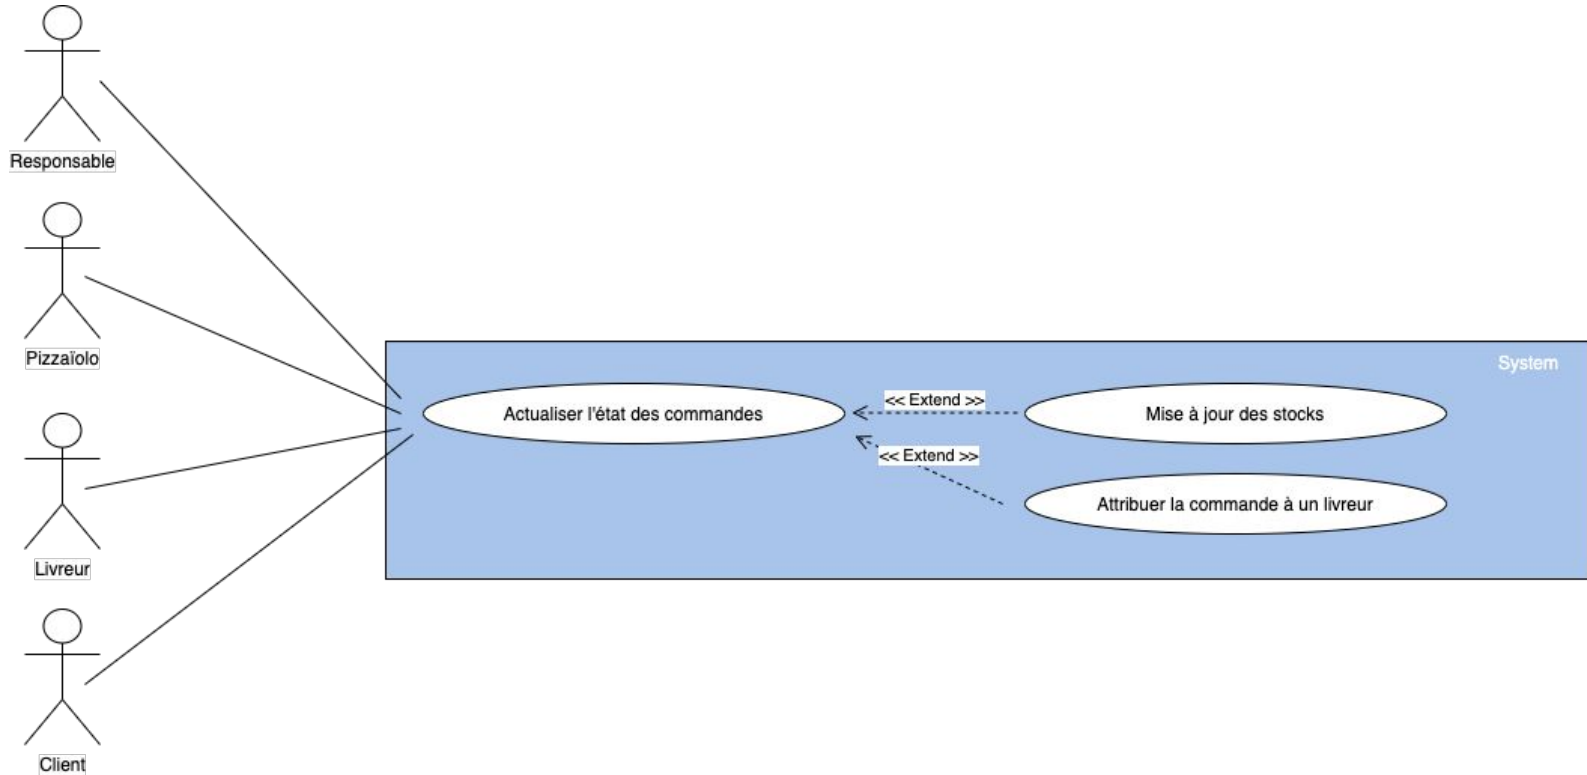 Responsable
Pizzaïolo
Livreur
Client
System
Actualiser l'état des commandes
<< Extend >>
Mise à jour des stocks
<< Extend >>
Attribuer la commande à un livreur